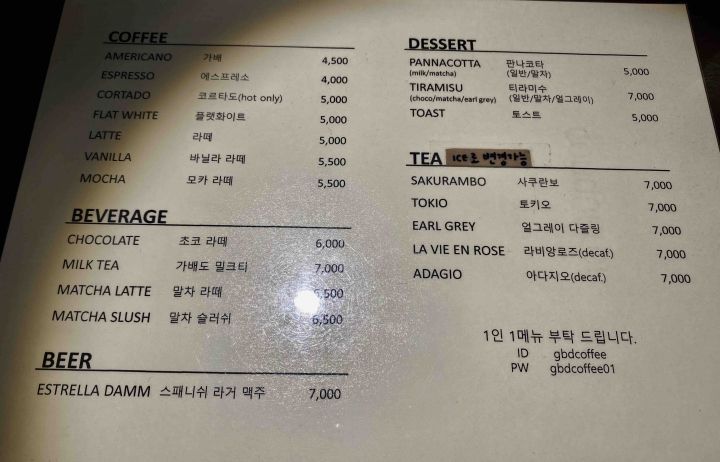 COFFEE
AMERICANO 가배 4,500
ESPRESSO 에스프레소 4,000
CORTADO 코르타도(hot only) 5,000
FLAT WHITE 플랫화이트 5,000
LATTE 라떼 5,000
VANILLA 바닐라 라떼 5,500
MOCHA 모카 라떼 5,500
BEVERAGE
CHOCOLATE 초코 라떼 6,000
MILK TEA 가배도 밀크티 7,000
MATCHA LATTE 말차 라떼 6,500
MATCHA SLUSH 말차 슬러쉬 6,500
BEER
ESTRELLA DAMM 스패니쉬 라거 맥주 7,000
DESSERT
PANNACOTTA 판나코타 5,000
(milk/matcha) (일반/말차)
TIRAMISU 티라미수 7,000
(choco/matcha/earl grey) (일반/말차/얼그레이)
TOAST 토스트 5,000
TEA ICE로 변경가능
SAKURAMBO 사쿠란보 7,000
TOKIO 토키오 7,000
EARL GREY 얼그레이 다즐링 7,000
LA VIE EN ROSE 라비앙로즈(decaf.) 7,000
ADAGIO 아다지오(decaf.) 7,000
1인 1메뉴 부탁 드립니다.
ID gbdcoffee
PW gbdcoffee01